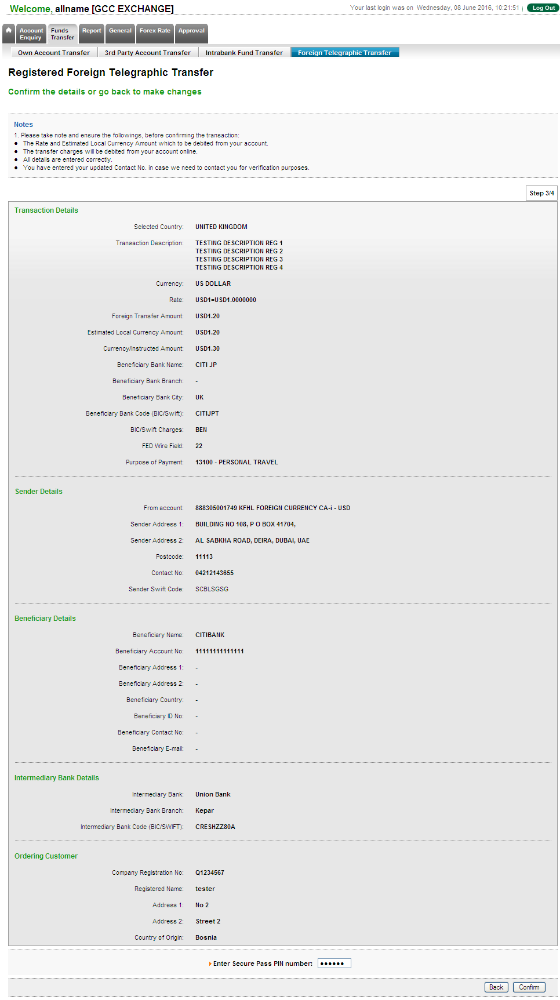 Welcome, allname [GCC EXCHANGE]
Your last login was on Wednesday, 08 June 2016, 10:21:51
Log Out
Account Enquiry
Funds Transfer
Report
General
Forex Rate
Approval
Own Account Transfer
3rd Party Account Transfer
Intrabank Fund Transfer
Foreign Telegraphic Transfer
Registered Foreign Telegraphic Transfer
Confirm the details or go back to make changes
Notes
1. Please take note and ensure the followings, before confirming the transaction:
● The Rate and Estimated Local Currency Amount which to be debited from your account.
● The transfer charges will be debited from your account online.
● All details are entered correctly.
● You have entered your updated Contact No. in case we need to contact you for verification purposes.
Step 3/4
Transaction Details
Selected Country: UNITED KINGDOM
Transaction Description: TESTING DESCRIPTION REG 1
TESTING DESCRIPTION REG 2
TESTING DESCRIPTION REG 3
TESTING DESCRIPTION REG 4
Currency: US DOLLAR
Rate: USD1=USD1.0000000
Foreign Transfer Amount: USD1.20
Estimated Local Currency Amount: USD1.20
Currency/Instructed Amount: USD1.30
Beneficiary Bank Name: CITI JP
Beneficiary Bank Branch: -
Beneficiary Bank City: UK
Beneficiary Bank Code (BIC/Swift): CITIJPT
BIC/Swift Charges: BEN
FED Wire Field: 22
Purpose of Payment: 13100 - PERSONAL TRAVEL
Sender Details
From account: 888305001749 KFHL FOREIGN CURRENCY CA-i - USD
Sender Address 1: BUILDING NO 108, P O BOX 41704,
Sender Address 2: AL SABKHA ROAD, DEIRA, DUBAI, UAE
Postcode: 11113
Contact No: 04212143655
Sender Swift Code: SCBLSGSG
Beneficiary Details
Beneficiary Name: CITIBANK
Beneficiary Account No: 11111111111111
Beneficiary Address 1: -
Beneficiary Address 2: -
Beneficiary Country: -
Beneficiary ID No: -
Beneficiary Contact No: -
Beneficiary E-mail: -
Intermediary Bank Details
Intermediary Bank: Union Bank
Intermediary Bank Branch: Kepar
Intermediary Bank Code (BIC/SWIFT): CRESHZZ80A
Ordering Customer
Company Registration No: Q1234567
Registered Name: tester
Address 1: No 2
Address 2: Street 2
Country of Origin: Bosnia
Enter Secure Pass PIN number: ●●●●●●
Back
Confirm